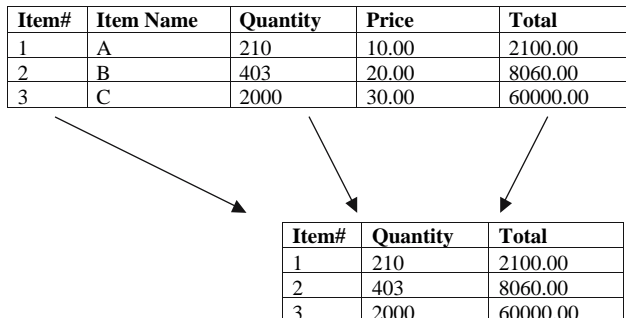 Item# Item Name Quantity Price Total
1 A 210 10.00 2100.00
2 B 403 20.00 8060.00
3 C 2000 30.00 60000.00
Item# Quantity Total
1 210 2100.00
2 403 8060.00
3 2000 60000.00